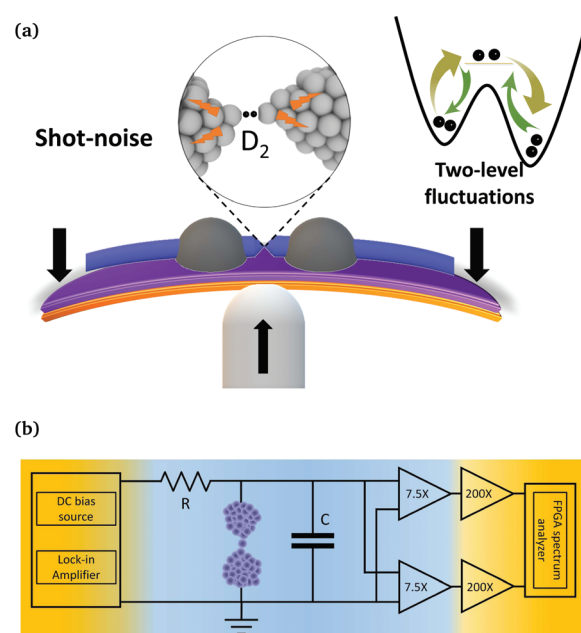 (a)
Shot-noise
D2
Two-level
fluctuations
(b)
DC bias
source
Lock-in
Amplifier
R
C
7.5X
200X
7.5X
200X
FPGA spectrum
analyzer